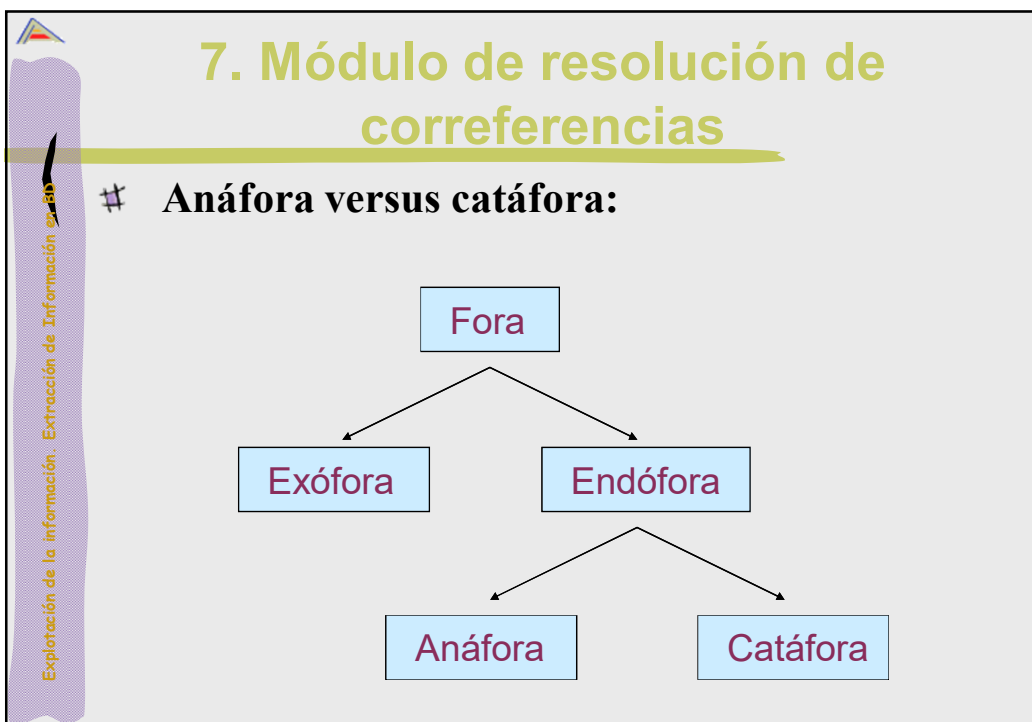 7. Módulo de resolución de
correferencias
Anáfora versus catáfora:
Fora
Exófora
Endófora
Anáfora
Catáfora
Explotación de la información. Extracción de Información en BD